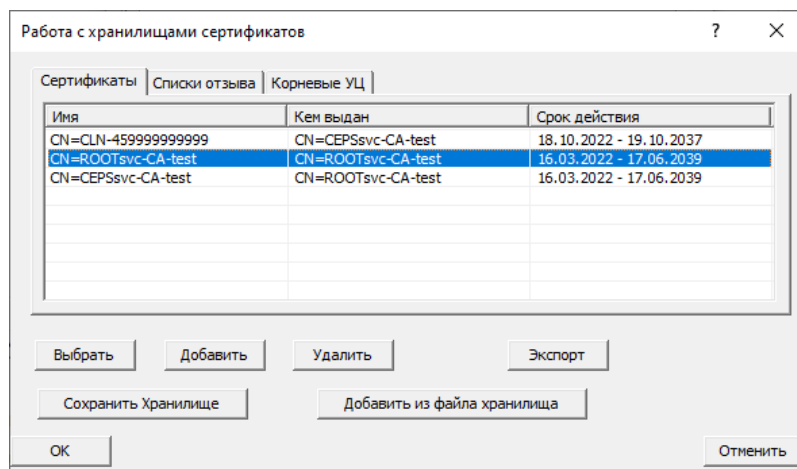 Работа с хранилищами сертификатов ?
Сертификаты Списки отзыва Корневые УЦ
Имя Кем выдан Срок действия
CN=CLN-459999999999 CN=CEPSsvc-CA-test 18.10.2022 - 19.10.2037
CN=ROOTsvc-CA-test CN=ROOTsvc-CA-test 16.03.2022 - 17.06.2039
CN=CEPSsvc-CA-test CN=ROOTsvc-CA-test 16.03.2022 - 17.06.2039
Выбрать Добавить Удалить Экспорт
Сохранить Хранилище Добавить из файла хранилища
ОК Отменить